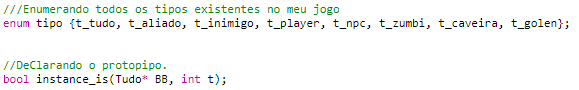 ///Enumerando todos os tipos existentes no meu jogo
enum tipo {t_tudo, t_aliado, t_inimigo, t_player, t_npc, t_zumbi, t_caveira, t_golen};
//DeClarando o protopipo.
bool instance_is(Tudo* BB, int t);